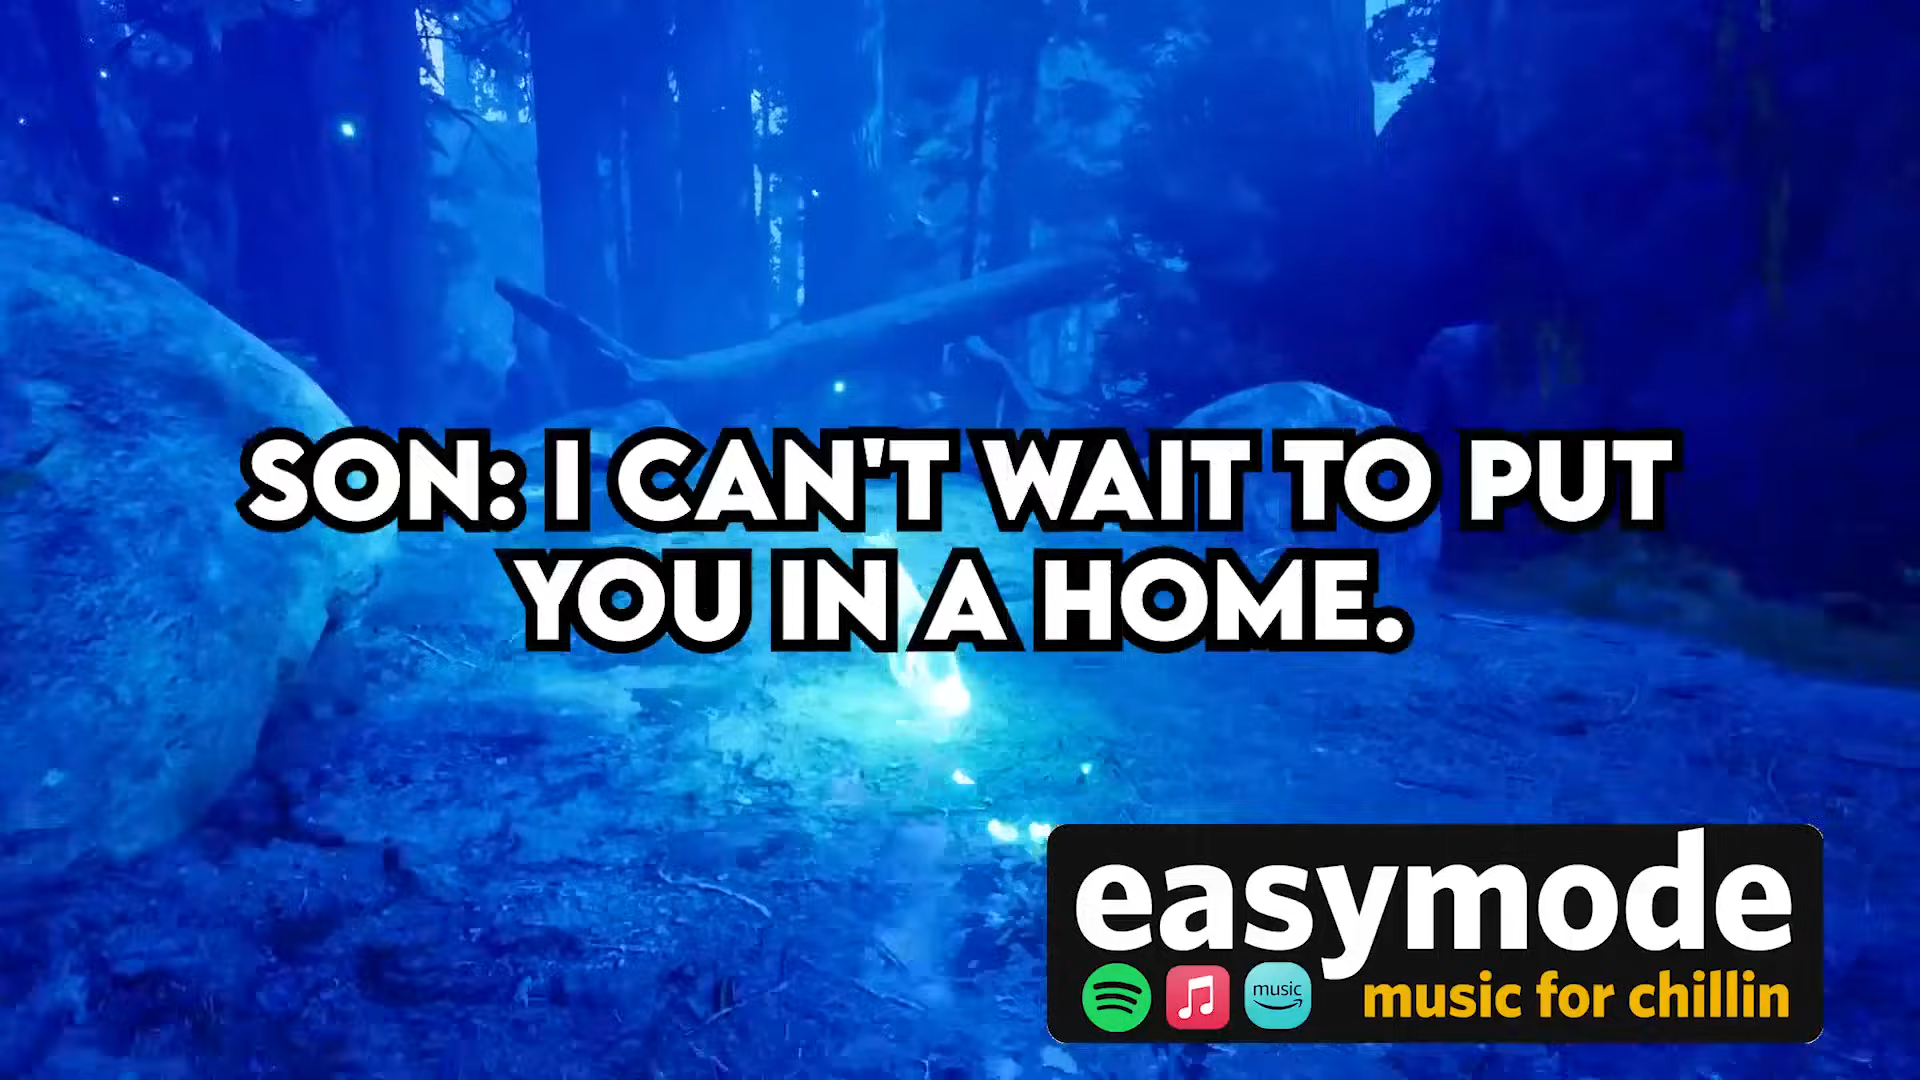 SON: I CAN'T WAIT TO PUT
YOU IN A HOME.
easymode
music
music for chillin